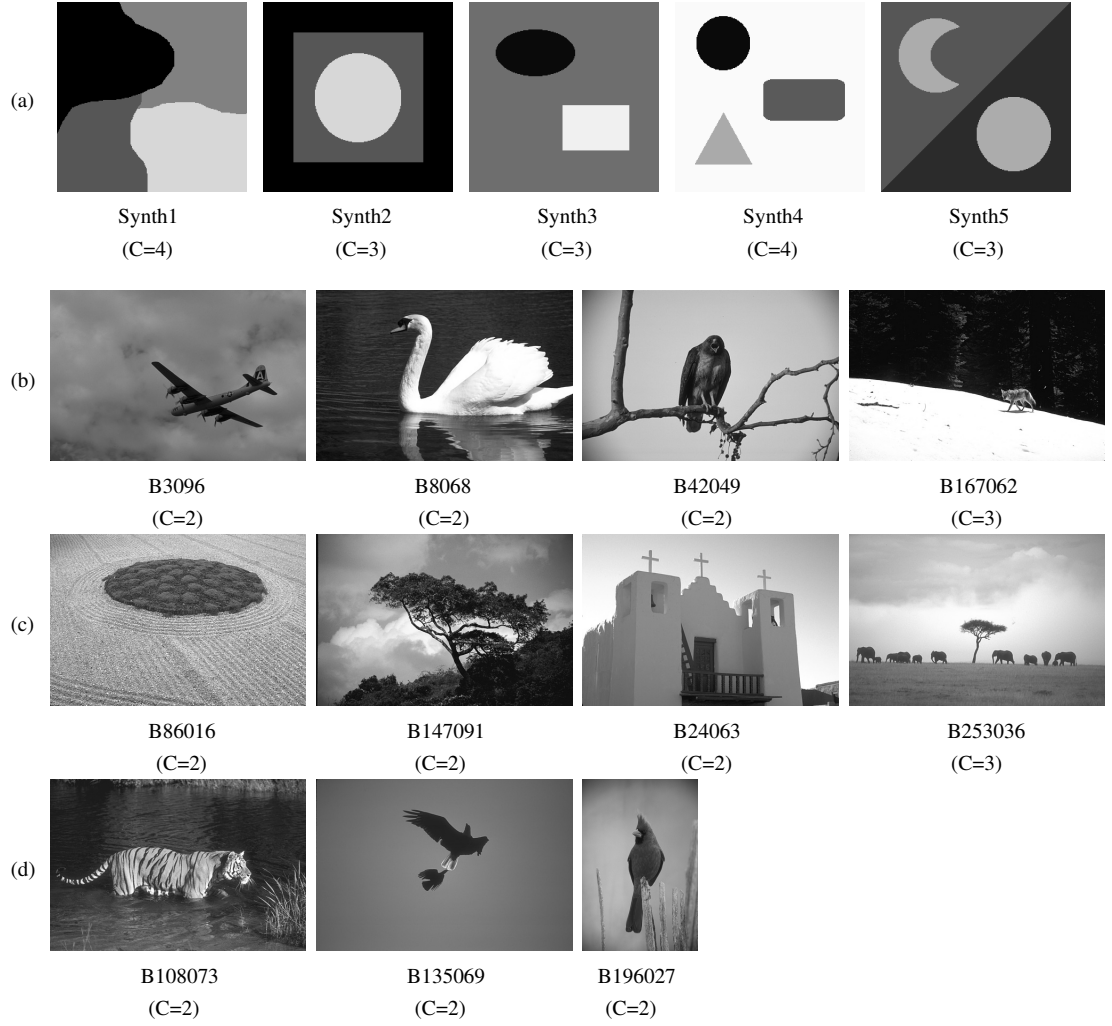 (a)
Synth1 Synth2 Synth3 Synth4 Synth5
(C=4) (C=3) (C=3) (C=4) (C=3)
(b)
B3096 B8068 B42049 B167062
(C=2) (C=2) (C=2) (C=3)
(c)
B86016 B147091 B24063 B253036
(C=2) (C=2) (C=2) (C=3)
(d)
B108073 B135069 B196027
(C=2) (C=2) (C=2)